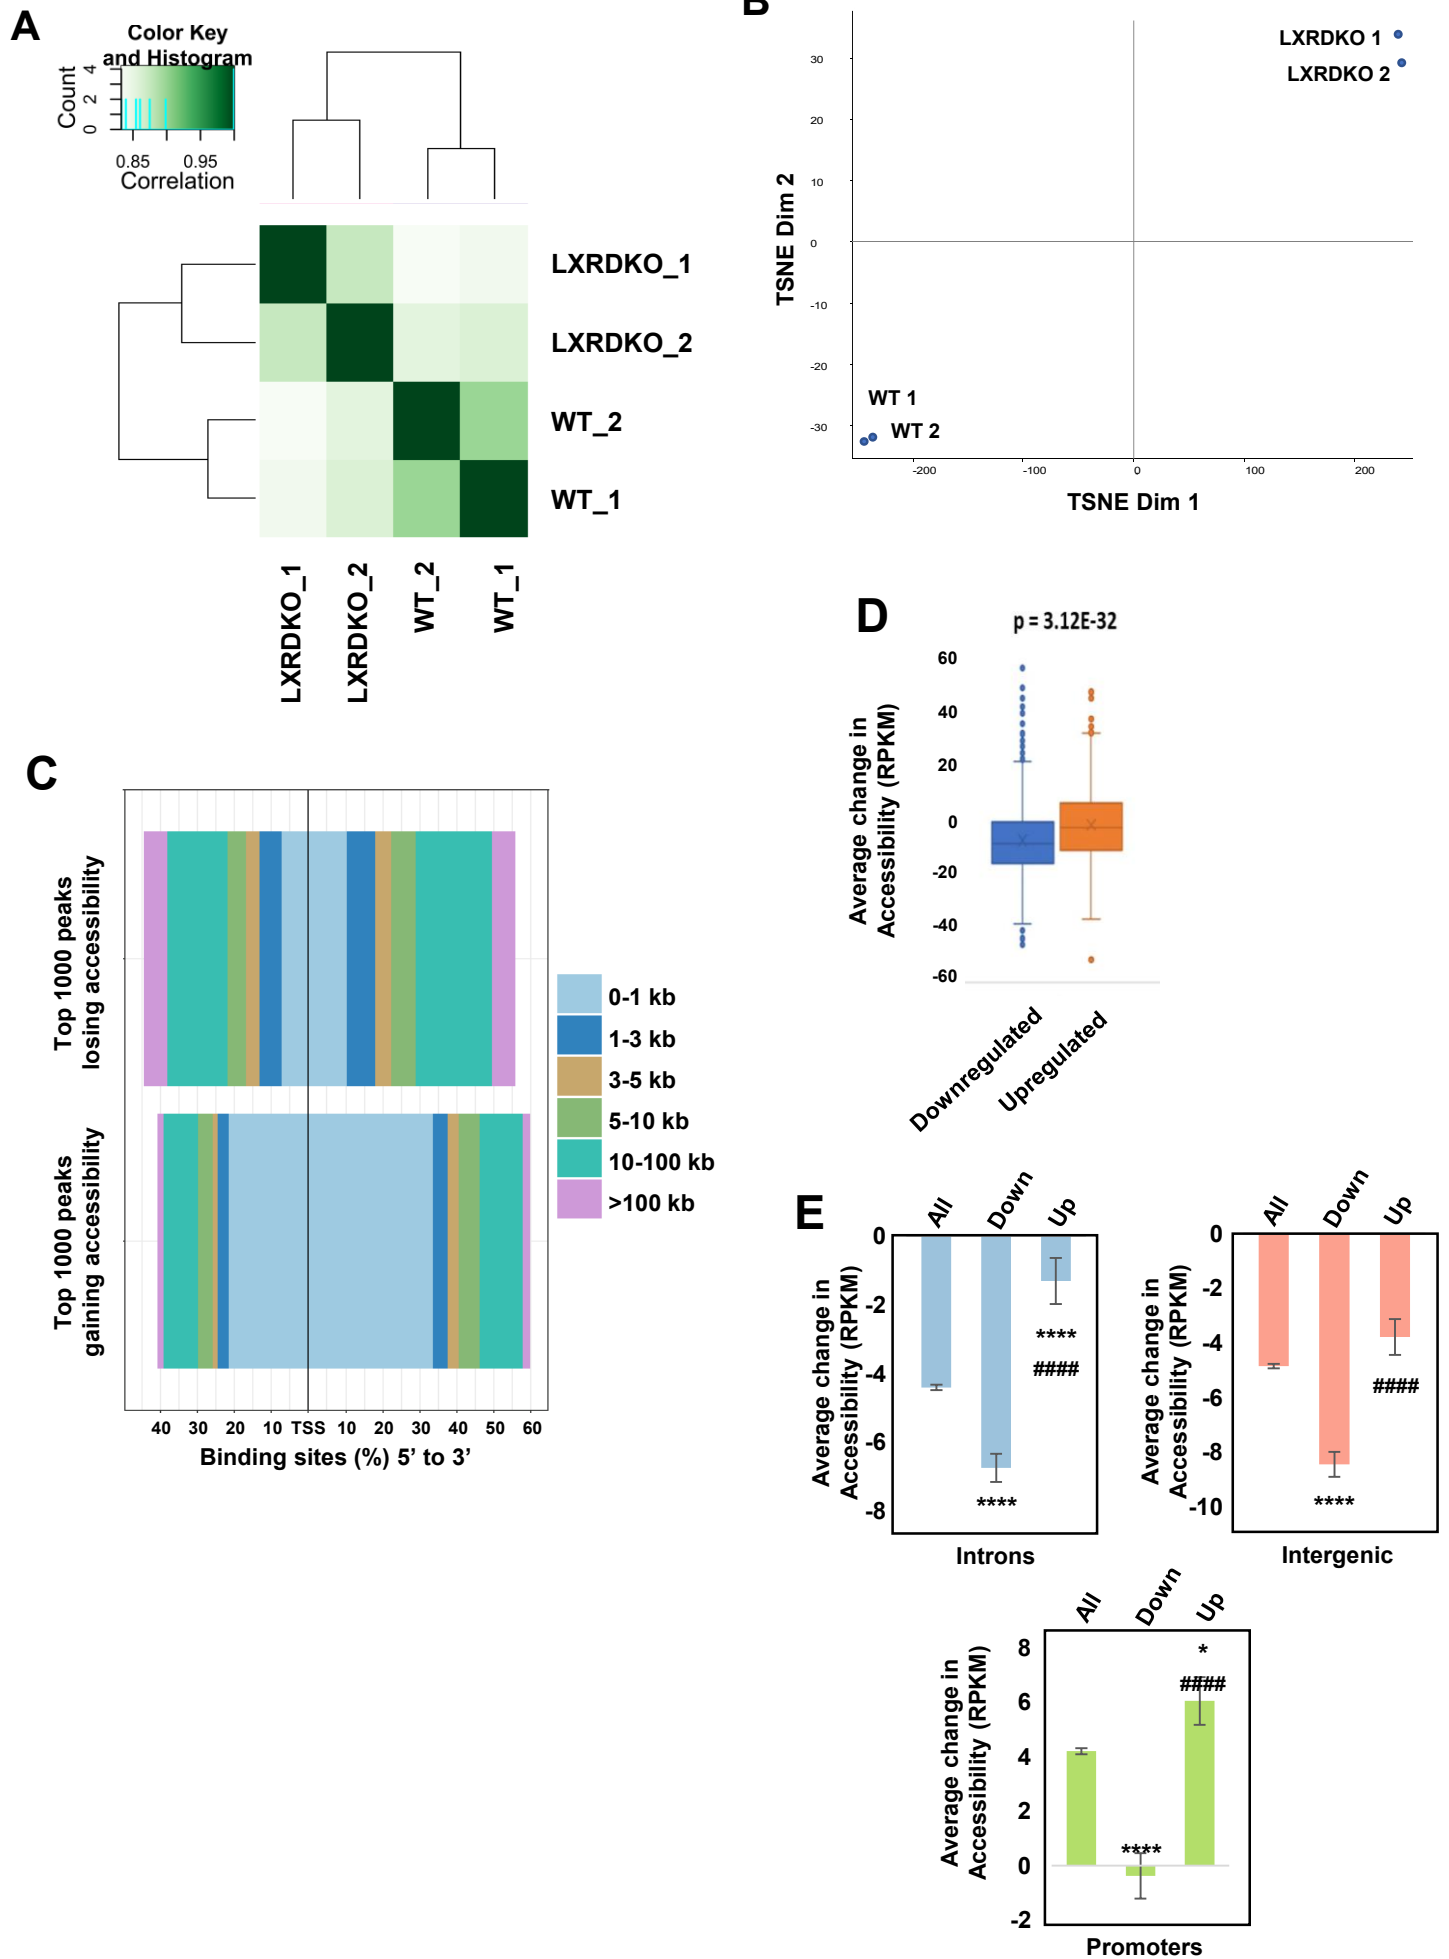 A
Color Key
and Histogram
Count
0 2 4
0.85 0.95
Correlation
LXRDKO_1
LXRDKO_2
WT_2
WT_1
LXRDKO_1
LXRDKO_2
WT_2
WT_1
B
TSNE Dim 2
30
20
10
0
-10
-20
-30
LXRDKO 1
LXRDKO 2
WT 1
WT 2
-200 -100 0 100 200
TSNE Dim 1
C
Top 1000 peaks
losing accessibility
Top 1000 peaks
gaining accessibility
40 30 20 10 TSS 10 20 30 40 50 60
Binding sites (%) 5’ to 3’
0-1 kb
1-3 kb
3-5 kb
5-10 kb
10-100 kb
>100 kb
D
p = 3.12E-32
Average change in
Accessibility (RPKM)
60
40
20
0
-20
-40
-60
Downregulated
Upregulated
E
All Down Up
Average change in
Accessibility (RPKM)
0
-2
-4
-6
-8
****
####
****
Introns
All Down Up
Average change in
Accessibility (RPKM)
0
-2
-4
-6
-8
-10
####
****
Intergenic
All Down Up
Average change in
Accessibility (RPKM)
8
6
4
2
0
-2
*
####
****
Promoters